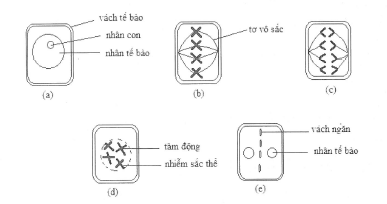 vách tế bào
nhân con
nhân tế bào
(a)
tơ vô sắc
(b)
(c)
tâm động
nhiễm sắc thể
(d)
vách ngăn
nhân tế bào
(e)